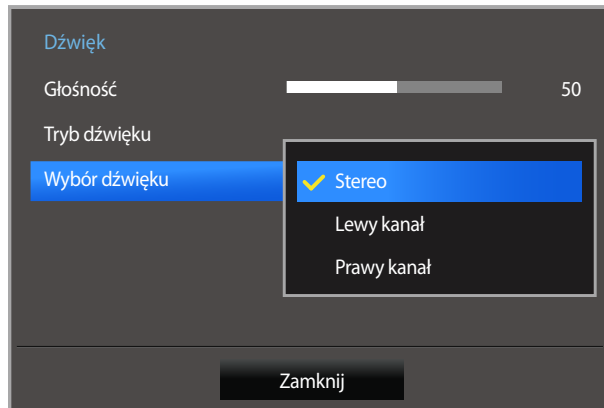 Dźwięk
Głośność 50
Tryb dźwięku
Wybór dźwięku
Stereo
Lewy kanał
Prawy kanał
Zamknij